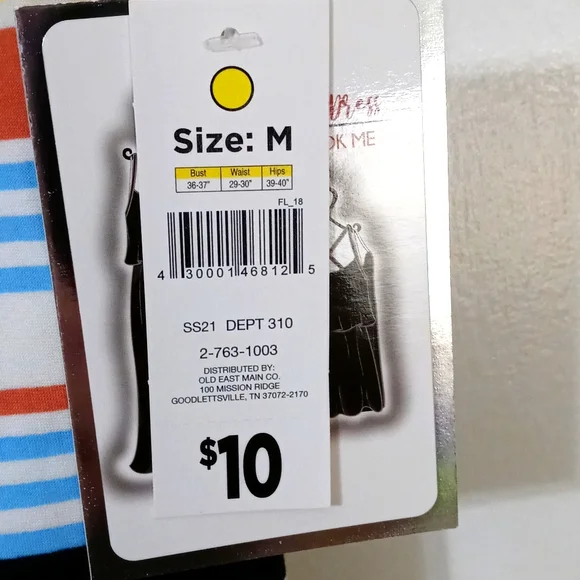 Size: M
Bust Waist Hips
36-37" 29-30" 39-40"
FL_18
4 30001 46812 5
SS21 DEPT 310
2-763-1003
DISTRIBUTED BY:
OLD EAST MAIN CO.
100 MISSION RIDGE
GOODLETTSVILLE, TN 37072-2170
$10
ME